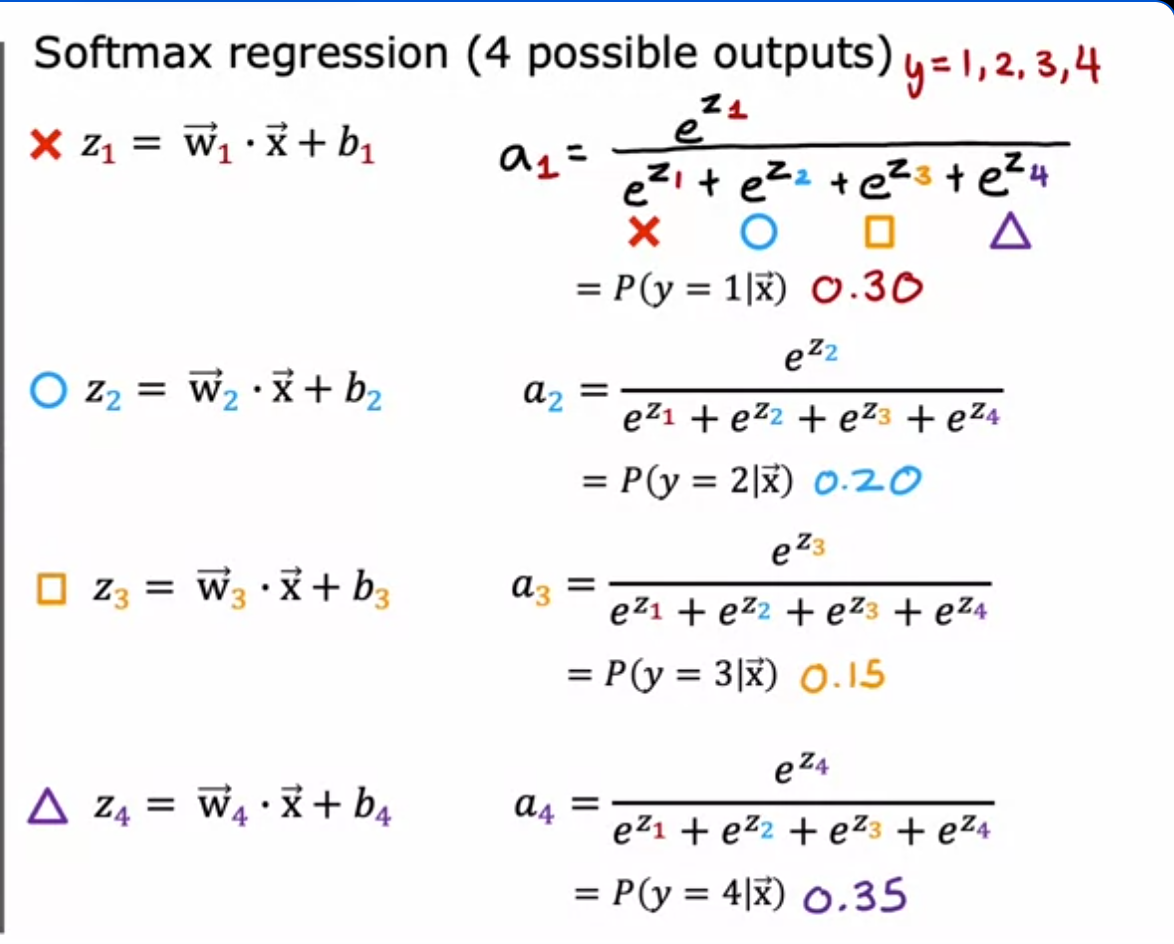 Softmax regression (4 possible outputs) y = 1, 2, 3, 4
z₁ = w⃗₁ · x⃗ + b₁
a₁ = e^z₁ / (e^z₁ + e^z₂ + e^z₃ + e^z₄)
= P(y = 1|x⃗) 0.30
z₂ = w⃗₂ · x⃗ + b₂
a₂ = e^z₂ / (e^z₁ + e^z₂ + e^z₃ + e^z₄)
= P(y = 2|x⃗) 0.20
z₃ = w⃗₃ · x⃗ + b₃
a₃ = e^z₃ / (e^z₁ + e^z₂ + e^z₃ + e^z₄)
= P(y = 3|x⃗) 0.15
z₄ = w⃗₄ · x⃗ + b₄
a₄ = e^z₄ / (e^z₁ + e^z₂ + e^z₃ + e^z₄)
= P(y = 4|x⃗) 0.35